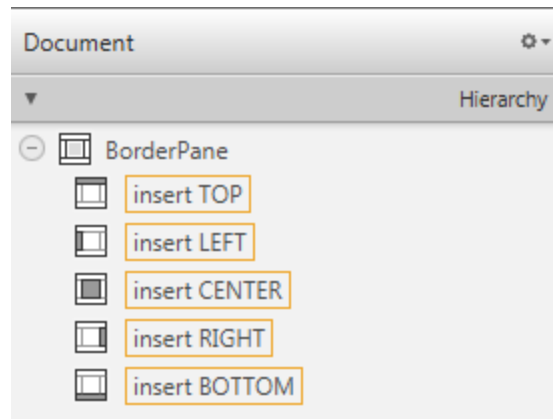 Document
Hierarchy
BorderPane
insert TOP
insert LEFT
insert CENTER
insert RIGHT
insert BOTTOM